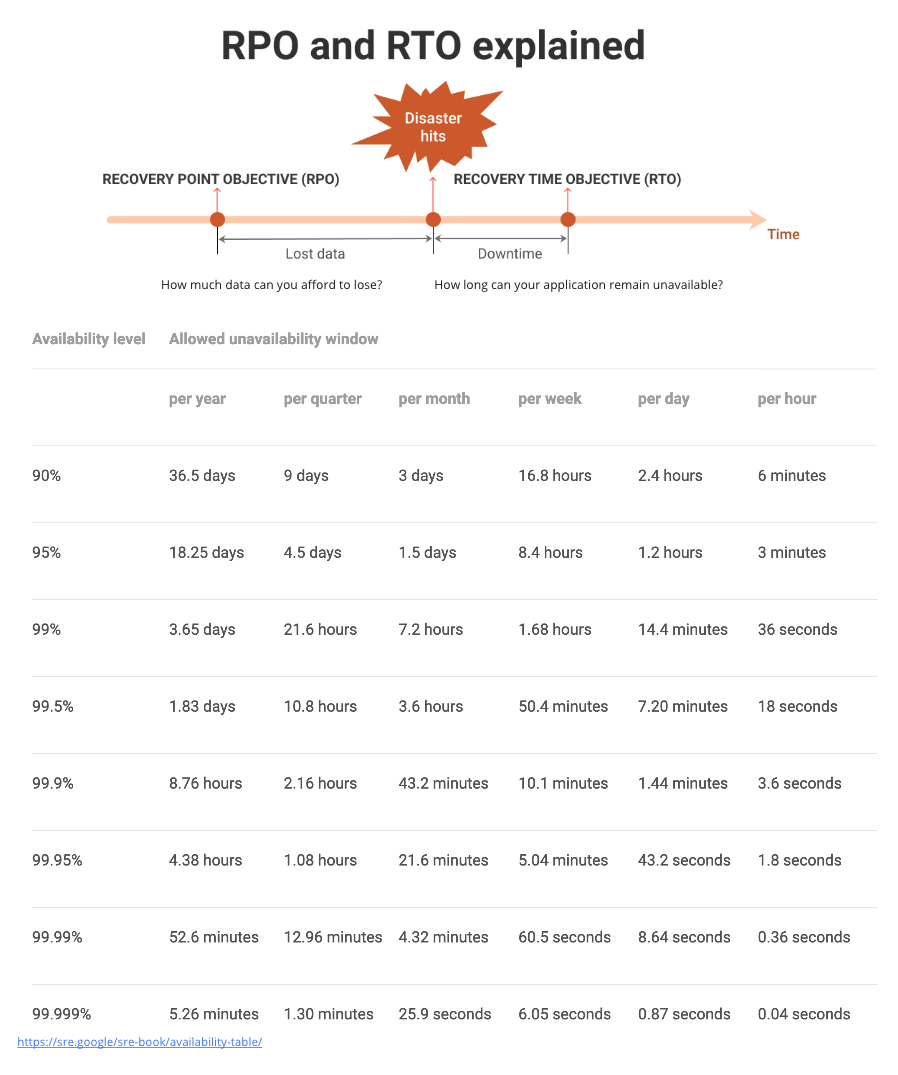 RPO and RTO explained
Disaster
hits
RECOVERY POINT OBJECTIVE (RPO) RECOVERY TIME OBJECTIVE (RTO)
Time
Lost data Downtime
How much data can you afford to lose? How long can your application remain unavailable?
Availability level Allowed unavailability window
per year per quarter per month per week per day per hour
90% 36.5 days 9 days 3 days 16.8 hours 2.4 hours 6 minutes
95% 18.25 days 4.5 days 1.5 days 8.4 hours 1.2 hours 3 minutes
99% 3.65 days 21.6 hours 7.2 hours 1.68 hours 14.4 minutes 36 seconds
99.5% 1.83 days 10.8 hours 3.6 hours 50.4 minutes 7.20 minutes 18 seconds
99.9% 8.76 hours 2.16 hours 43.2 minutes 10.1 minutes 1.44 minutes 3.6 seconds
99.95% 4.38 hours 1.08 hours 21.6 minutes 5.04 minutes 43.2 seconds 1.8 seconds
99.99% 52.6 minutes 12.96 minutes 4.32 minutes 60.5 seconds 8.64 seconds 0.36 seconds
99.999% 5.26 minutes 1.30 minutes 25.9 seconds 6.05 seconds 0.87 seconds 0.04 seconds
https://sre.google/sre-book/availability-table/